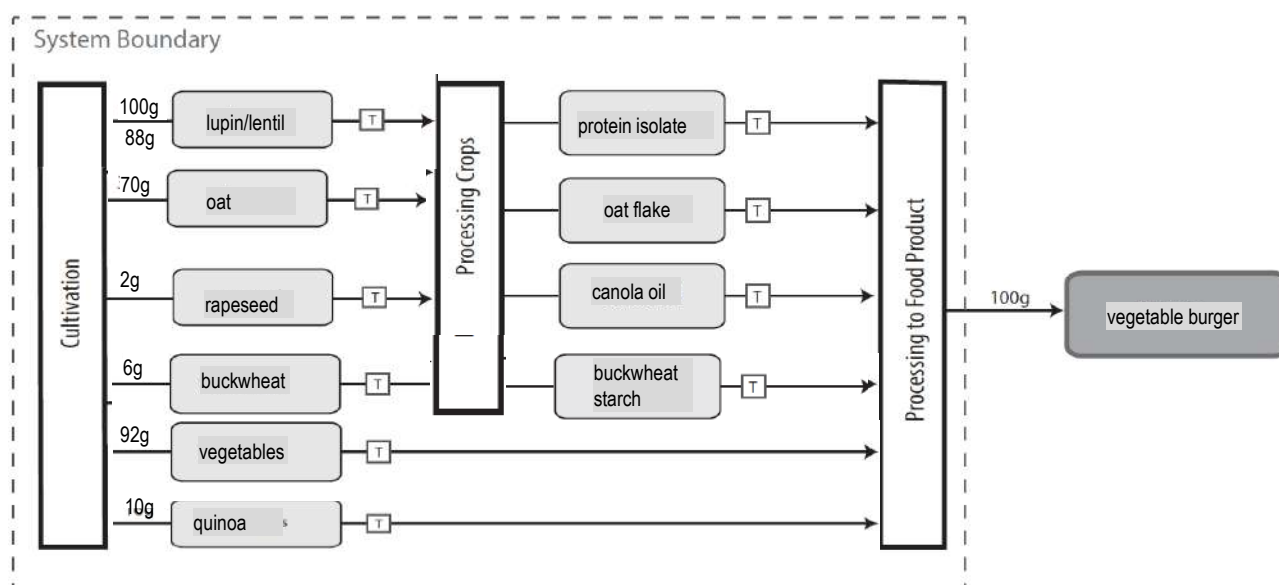 System Boundary
Cultivation
100g
88g
lupin/lentil
T
70g
oat
T
2g
rapeseed
T
6g
buckwheat
T
92g
vegetables
T
10g
quinoa
T
Processing Crops
protein isolate
T
oat flake
T
canola oil
T
buckwheat
starch
T
Processing to Food Product
100g
vegetable burger